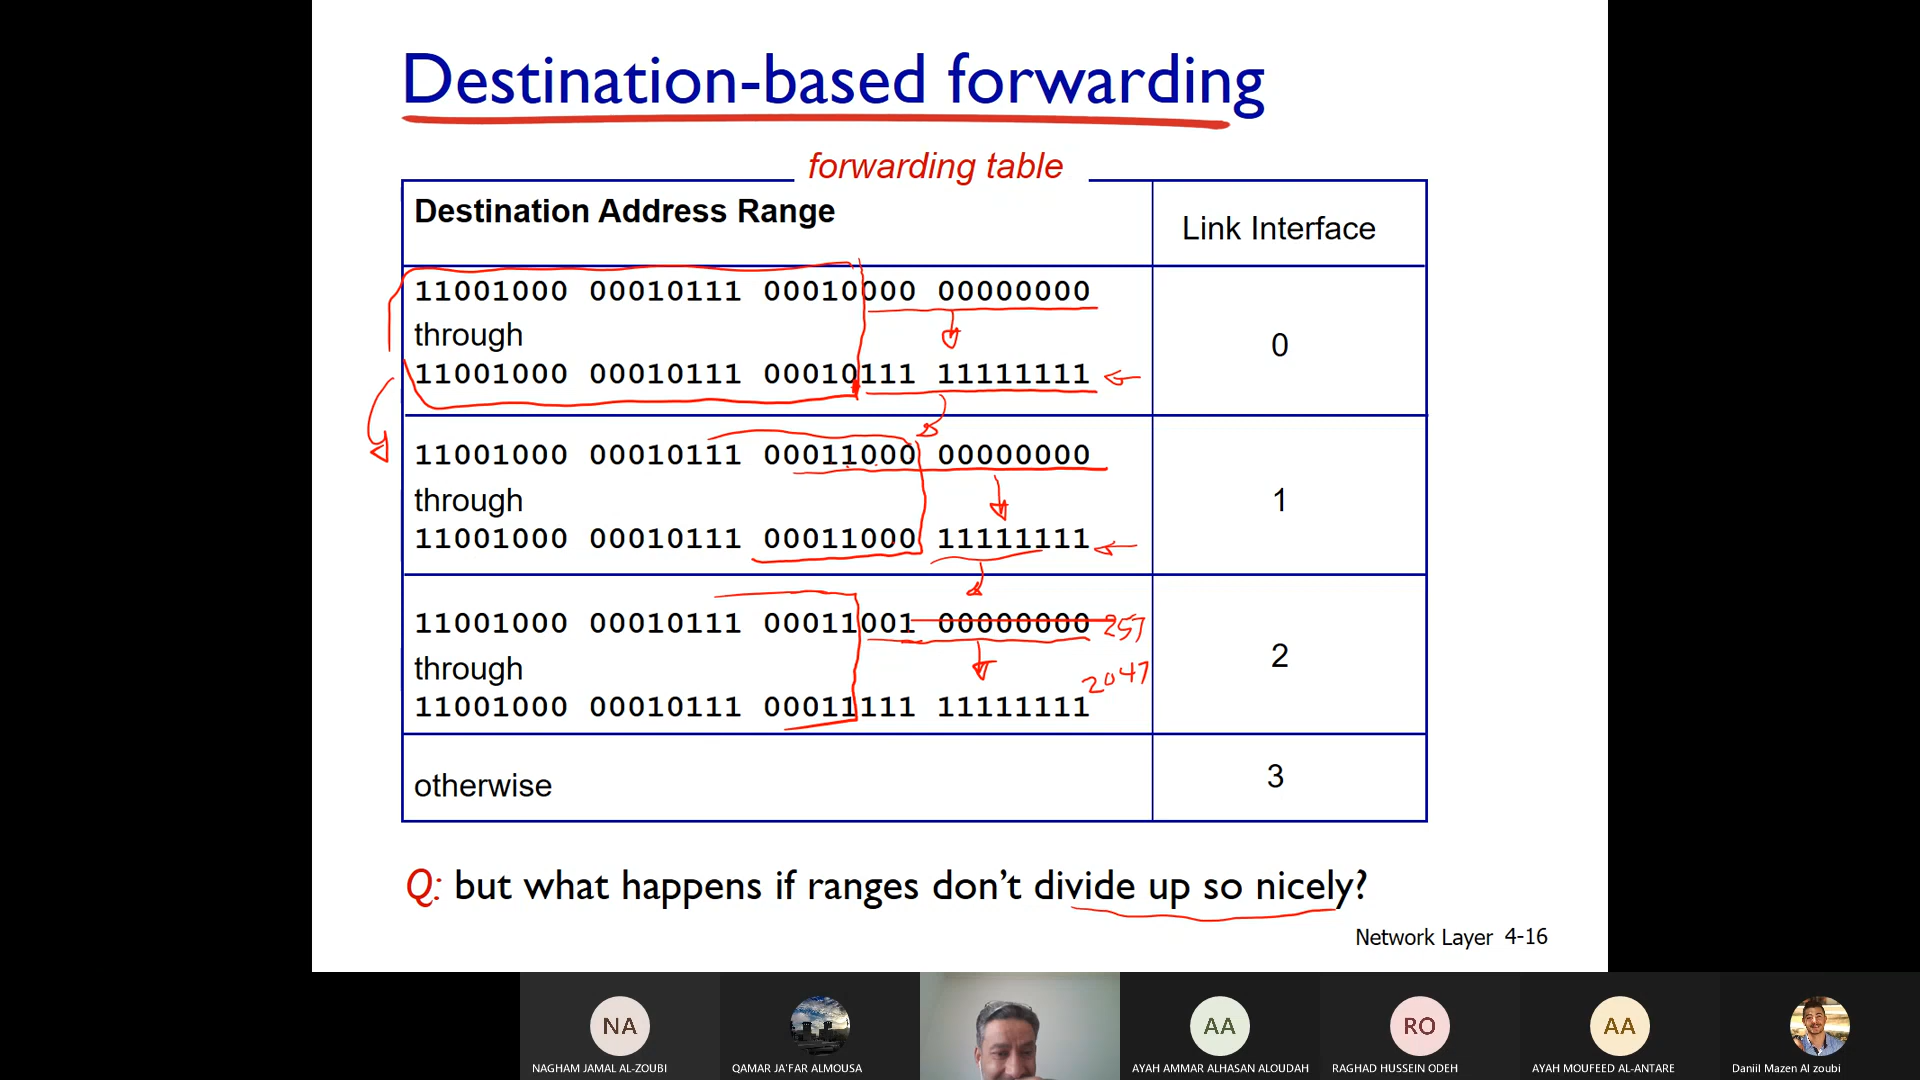 Destination-based forwarding
forwarding table
Destination Address Range
Link Interface
11001000 00010111 00010000 00000000
through
11001000 00010111 00010111 11111111
0
11001000 00010111 00011000 00000000
through
11001000 00010111 00011000 11111111
1
11001000 00010111 00011001 00000000 257
through
2047
11001000 00010111 00011111 11111111
2
otherwise
3
Q: but what happens if ranges don't divide up so nicely?
Network Layer 4-16
NA
AA
RO
AA
NAGHAM JAMAL AL-ZOUBI
QAMAR JA'FAR ALMOUSA
AYAH AMMAR ALHASAN ALOUDAH
RAGHAD HUSSEIN ODEH
AYAH MOUFEED AL-ANTARE
Daniil Mazen Al zoubi